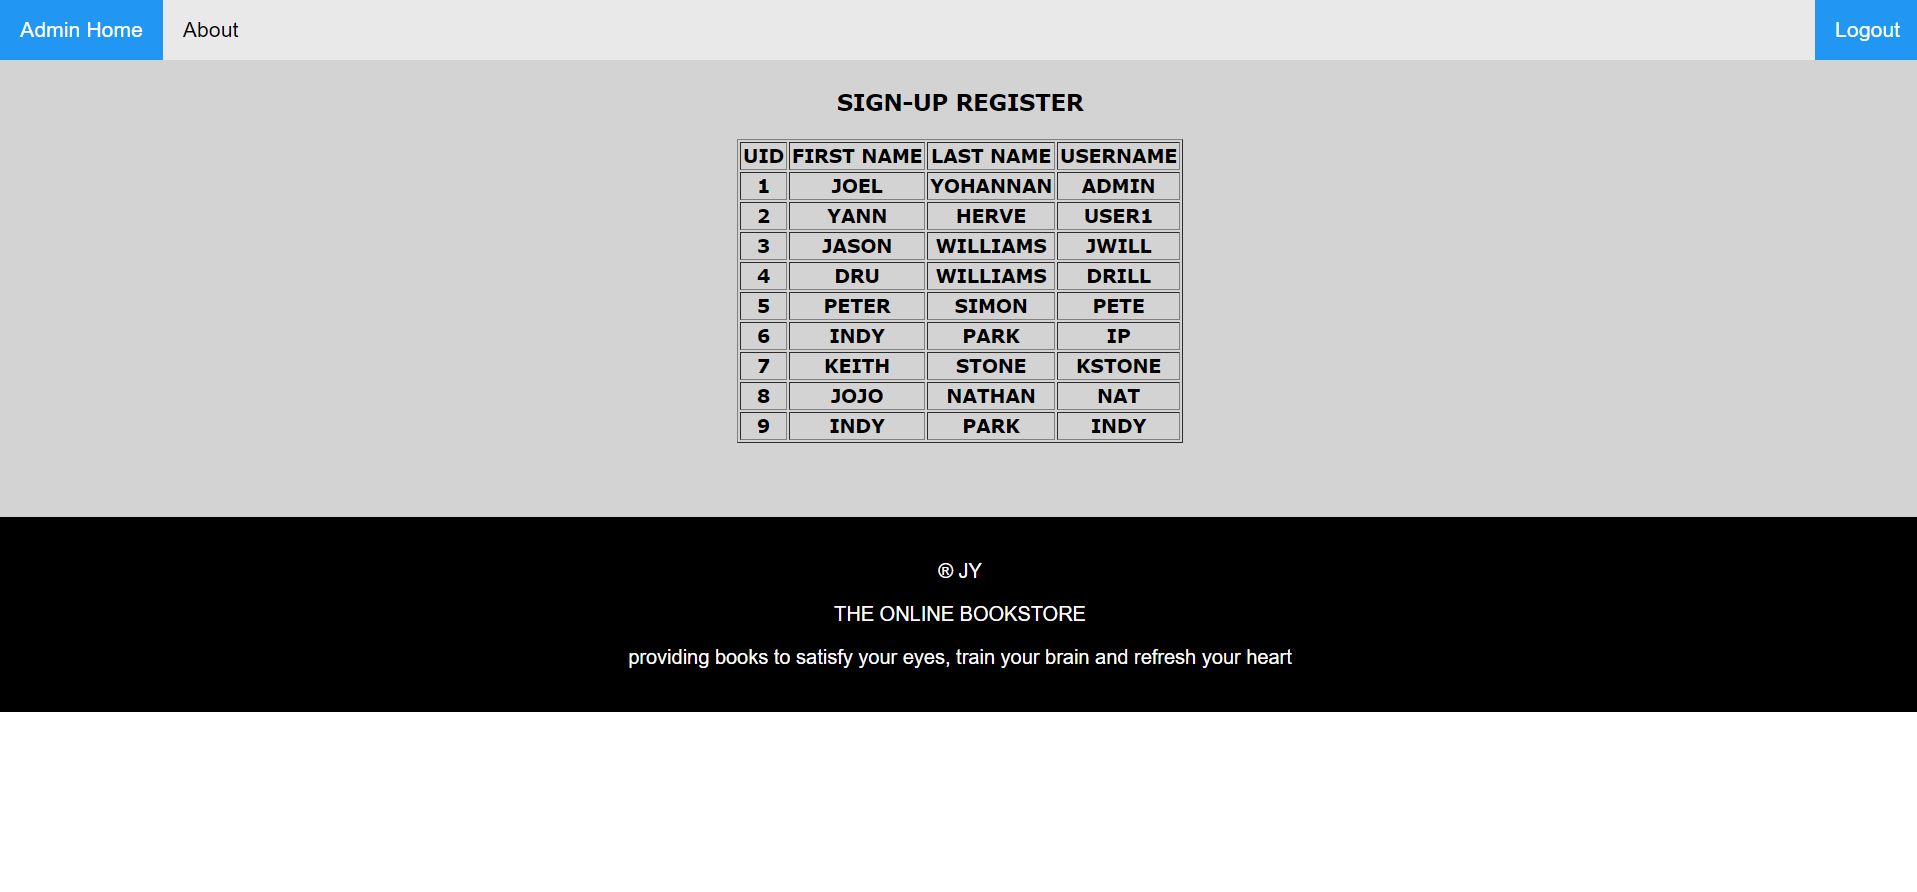 Admin Home About Logout
SIGN-UP REGISTER
UID FIRST NAME LAST NAME USERNAME
1 JOEL YOHANNAN ADMIN
2 YANN HERVE USER1
3 JASON WILLIAMS JWILL
4 DRU WILLIAMS DRILL
5 PETER SIMON PETE
6 INDY PARK IP
7 KEITH STONE KSTONE
8 JOJO NATHAN NAT
9 INDY PARK INDY
® JY
THE ONLINE BOOKSTORE
providing books to satisfy your eyes, train your brain and refresh your heart